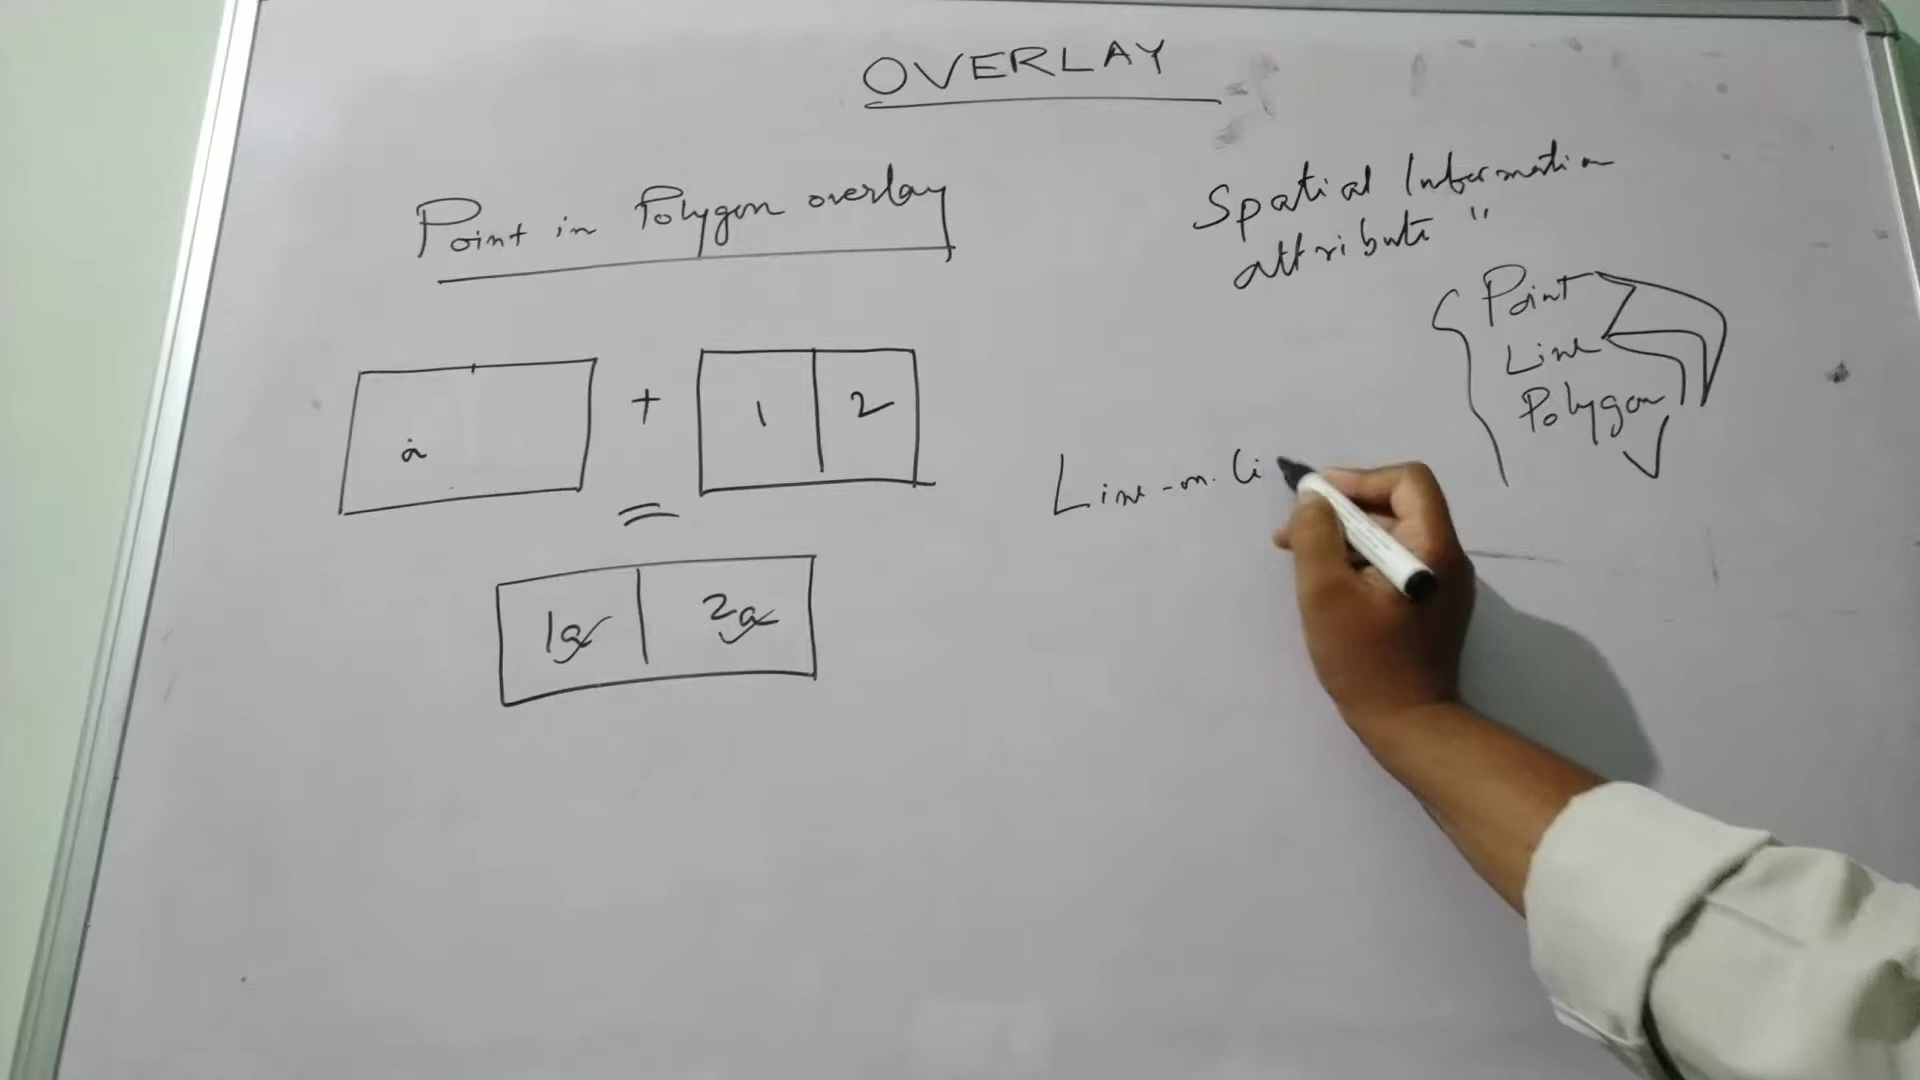 OVERLAY
Point in Polygon overlay
Spatial Information
attribute "
Point
Line
Polygon
a + 1 2
=
1a 2a
Line-on-Li